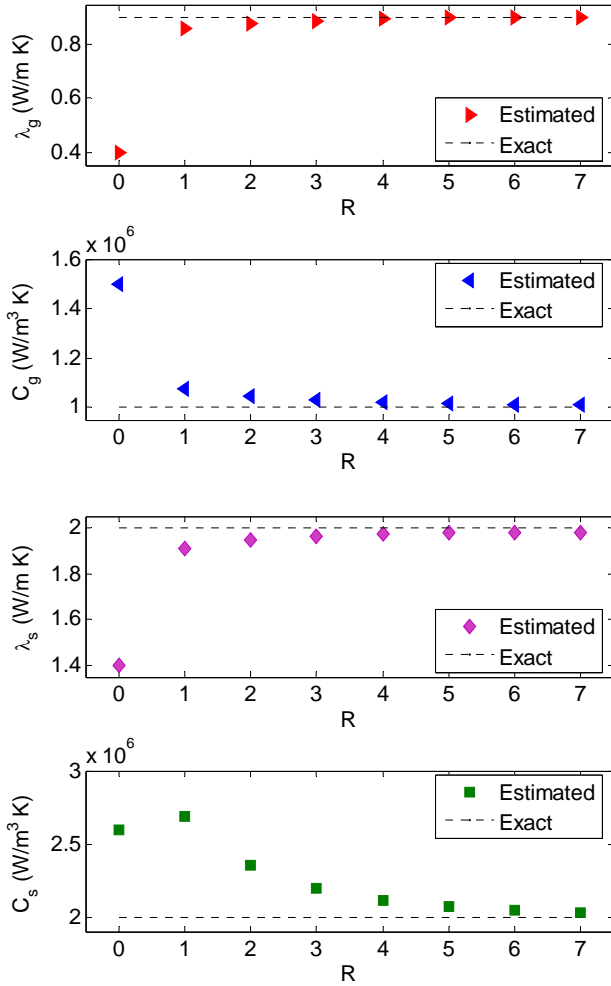 0.8
0.6
0.4
λg (W/m K)
Estimated
Exact
0 1 2 3 4 5 6 7
R
x 10^6
1.6
1.4
1.2
1
Cg (W/m^3 K)
Estimated
Exact
0 1 2 3 4 5 6 7
R
2
1.8
1.6
1.4
λs (W/m K)
Estimated
Exact
0 1 2 3 4 5 6 7
R
x 10^6
3
2.5
2
Cs (W/m^3 K)
Estimated
Exact
0 1 2 3 4 5 6 7
R